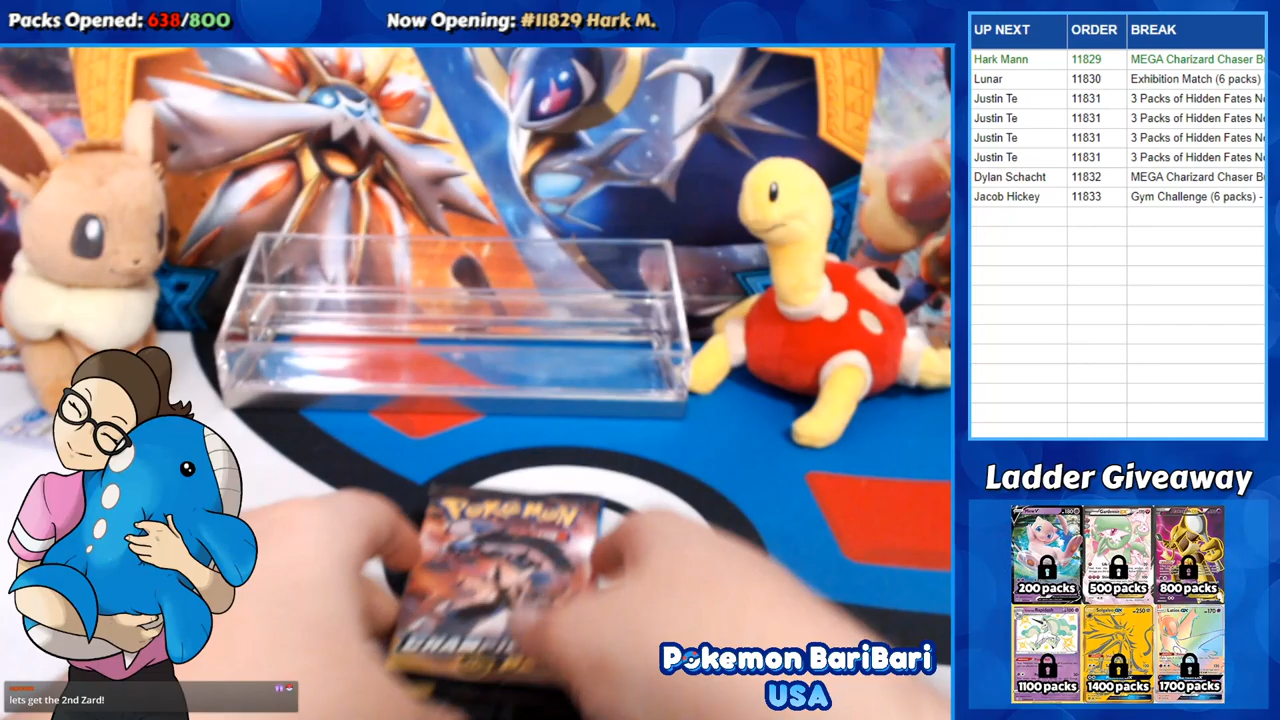 Packs Opened: 638/800
Now Opening: #11829 Hark M.
UP NEXT ORDER BREAK
Hark Mann 11829 MEGA Charizard Chaser B
Lunar 11830 Exhibition Match (6 packs)
Justin Te 11831 3 Packs of Hidden Fates N
Justin Te 11831 3 Packs of Hidden Fates N
Justin Te 11831 3 Packs of Hidden Fates N
Justin Te 11831 3 Packs of Hidden Fates N
Dylan Schacht 11832 MEGA Charizard Chaser B
Jacob Hickey 11833 Gym Challenge (6 packs) -
Ladder Giveaway
200 packs
500 packs
800 packs
1100 packs
1400 packs
1700 packs
POKEMON
CHAMPI
Pokemon BariBari
USA
lets get the 2nd Zard!